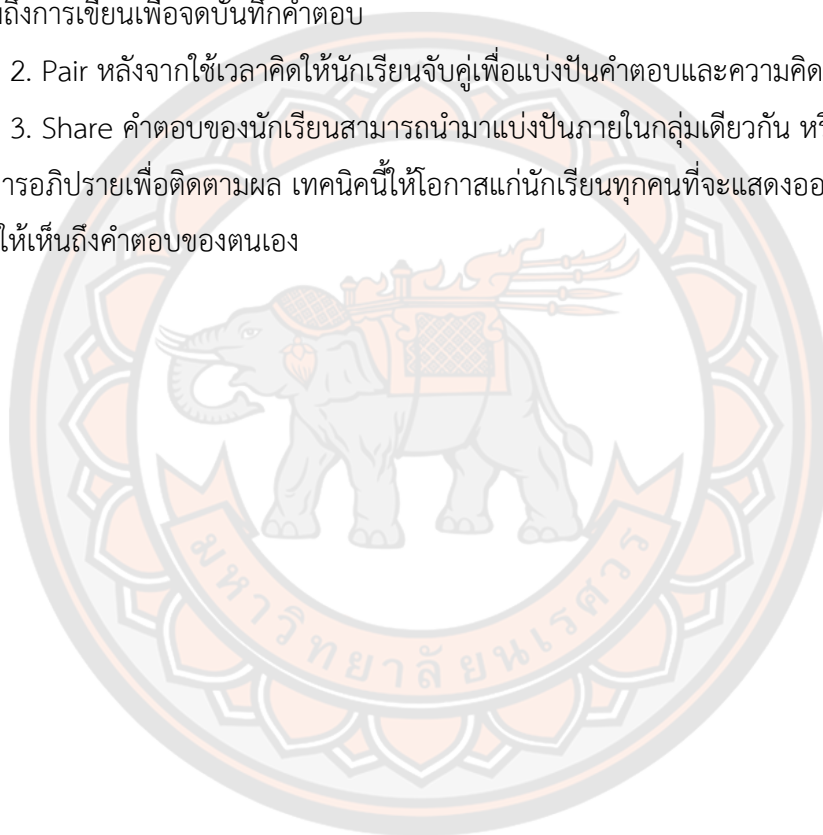 ถึงการเขียนเพื่อจดบันทึกคำตอบ
2. Pair หลังจากใช้เวลาคิดให้นักเรียนจับคู่เพื่อแบ่งปันคำตอบและความคิด
3. Share คำตอบของนักเรียนสามารถนำมาแบ่งปันภายในกลุ่มเดียวกัน
ารอภิปรายเพื่อติดตามผล เทคนิคนี้ให้โอกาสแก่นักเรียนทุกคนที่จะแสดงออ
ให้เห็นถึงคำตอบของตนเอง
มหาวิทยาลัยนเรศวร